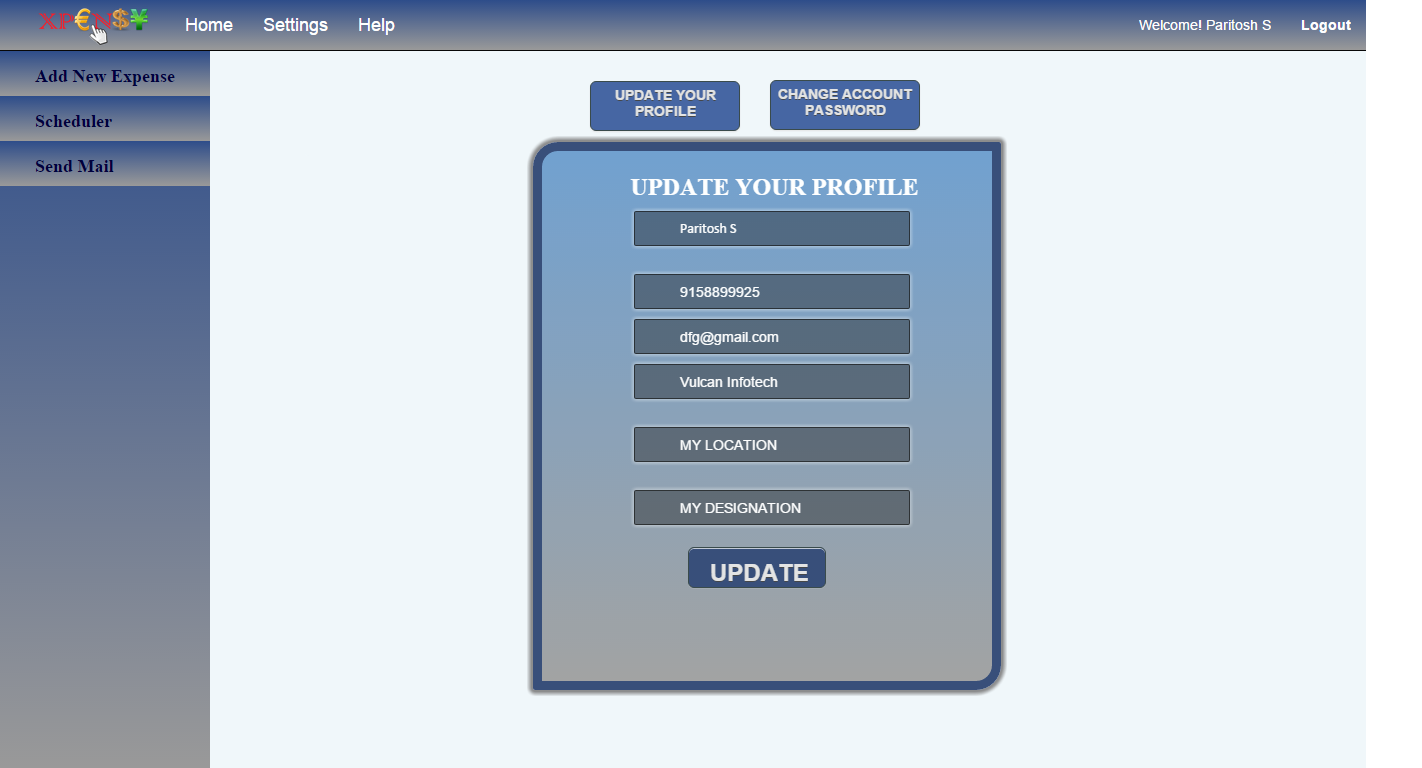 XP€N$¥
Home Settings Help
Welcome! Paritosh S Logout
Add New Expense
Scheduler
Send Mail
UPDATE YOUR
PROFILE
CHANGE ACCOUNT
PASSWORD
UPDATE YOUR PROFILE
Paritosh S
9158899925
dfg@gmail.com
Vulcan Infotech
MY LOCATION
MY DESIGNATION
UPDATE